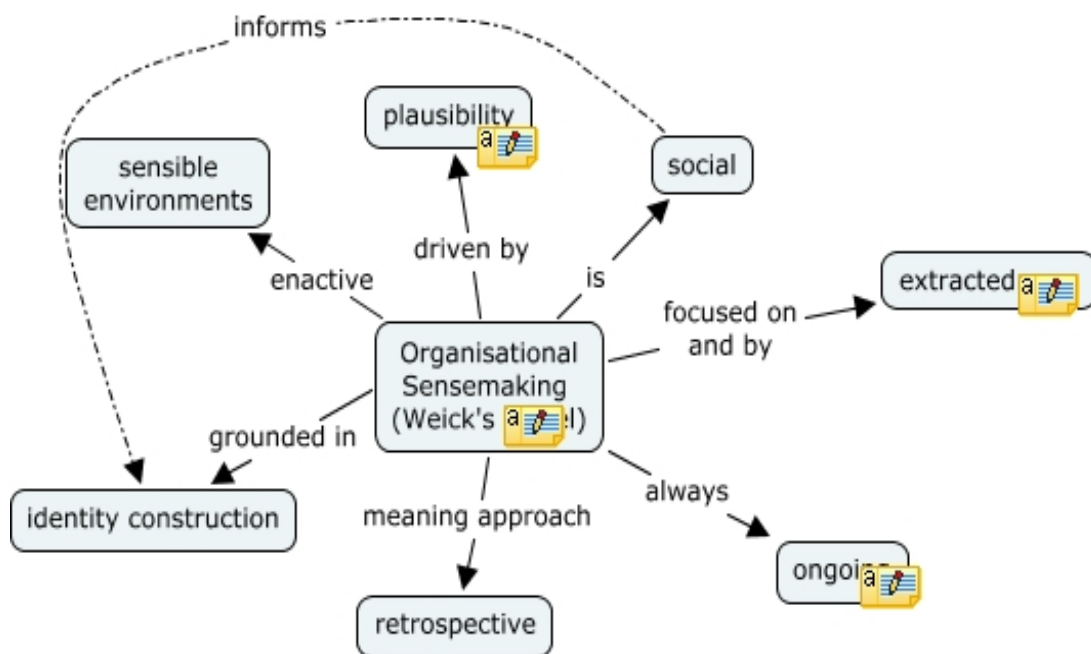 informs
plausibility
sensible
environments
social
driven by
enactive
is
extracted
focused on
and by
Organisational
Sensemaking
(Weick's
grounded in
always
identity construction
meaning approach
retrospective
a
a
a
a